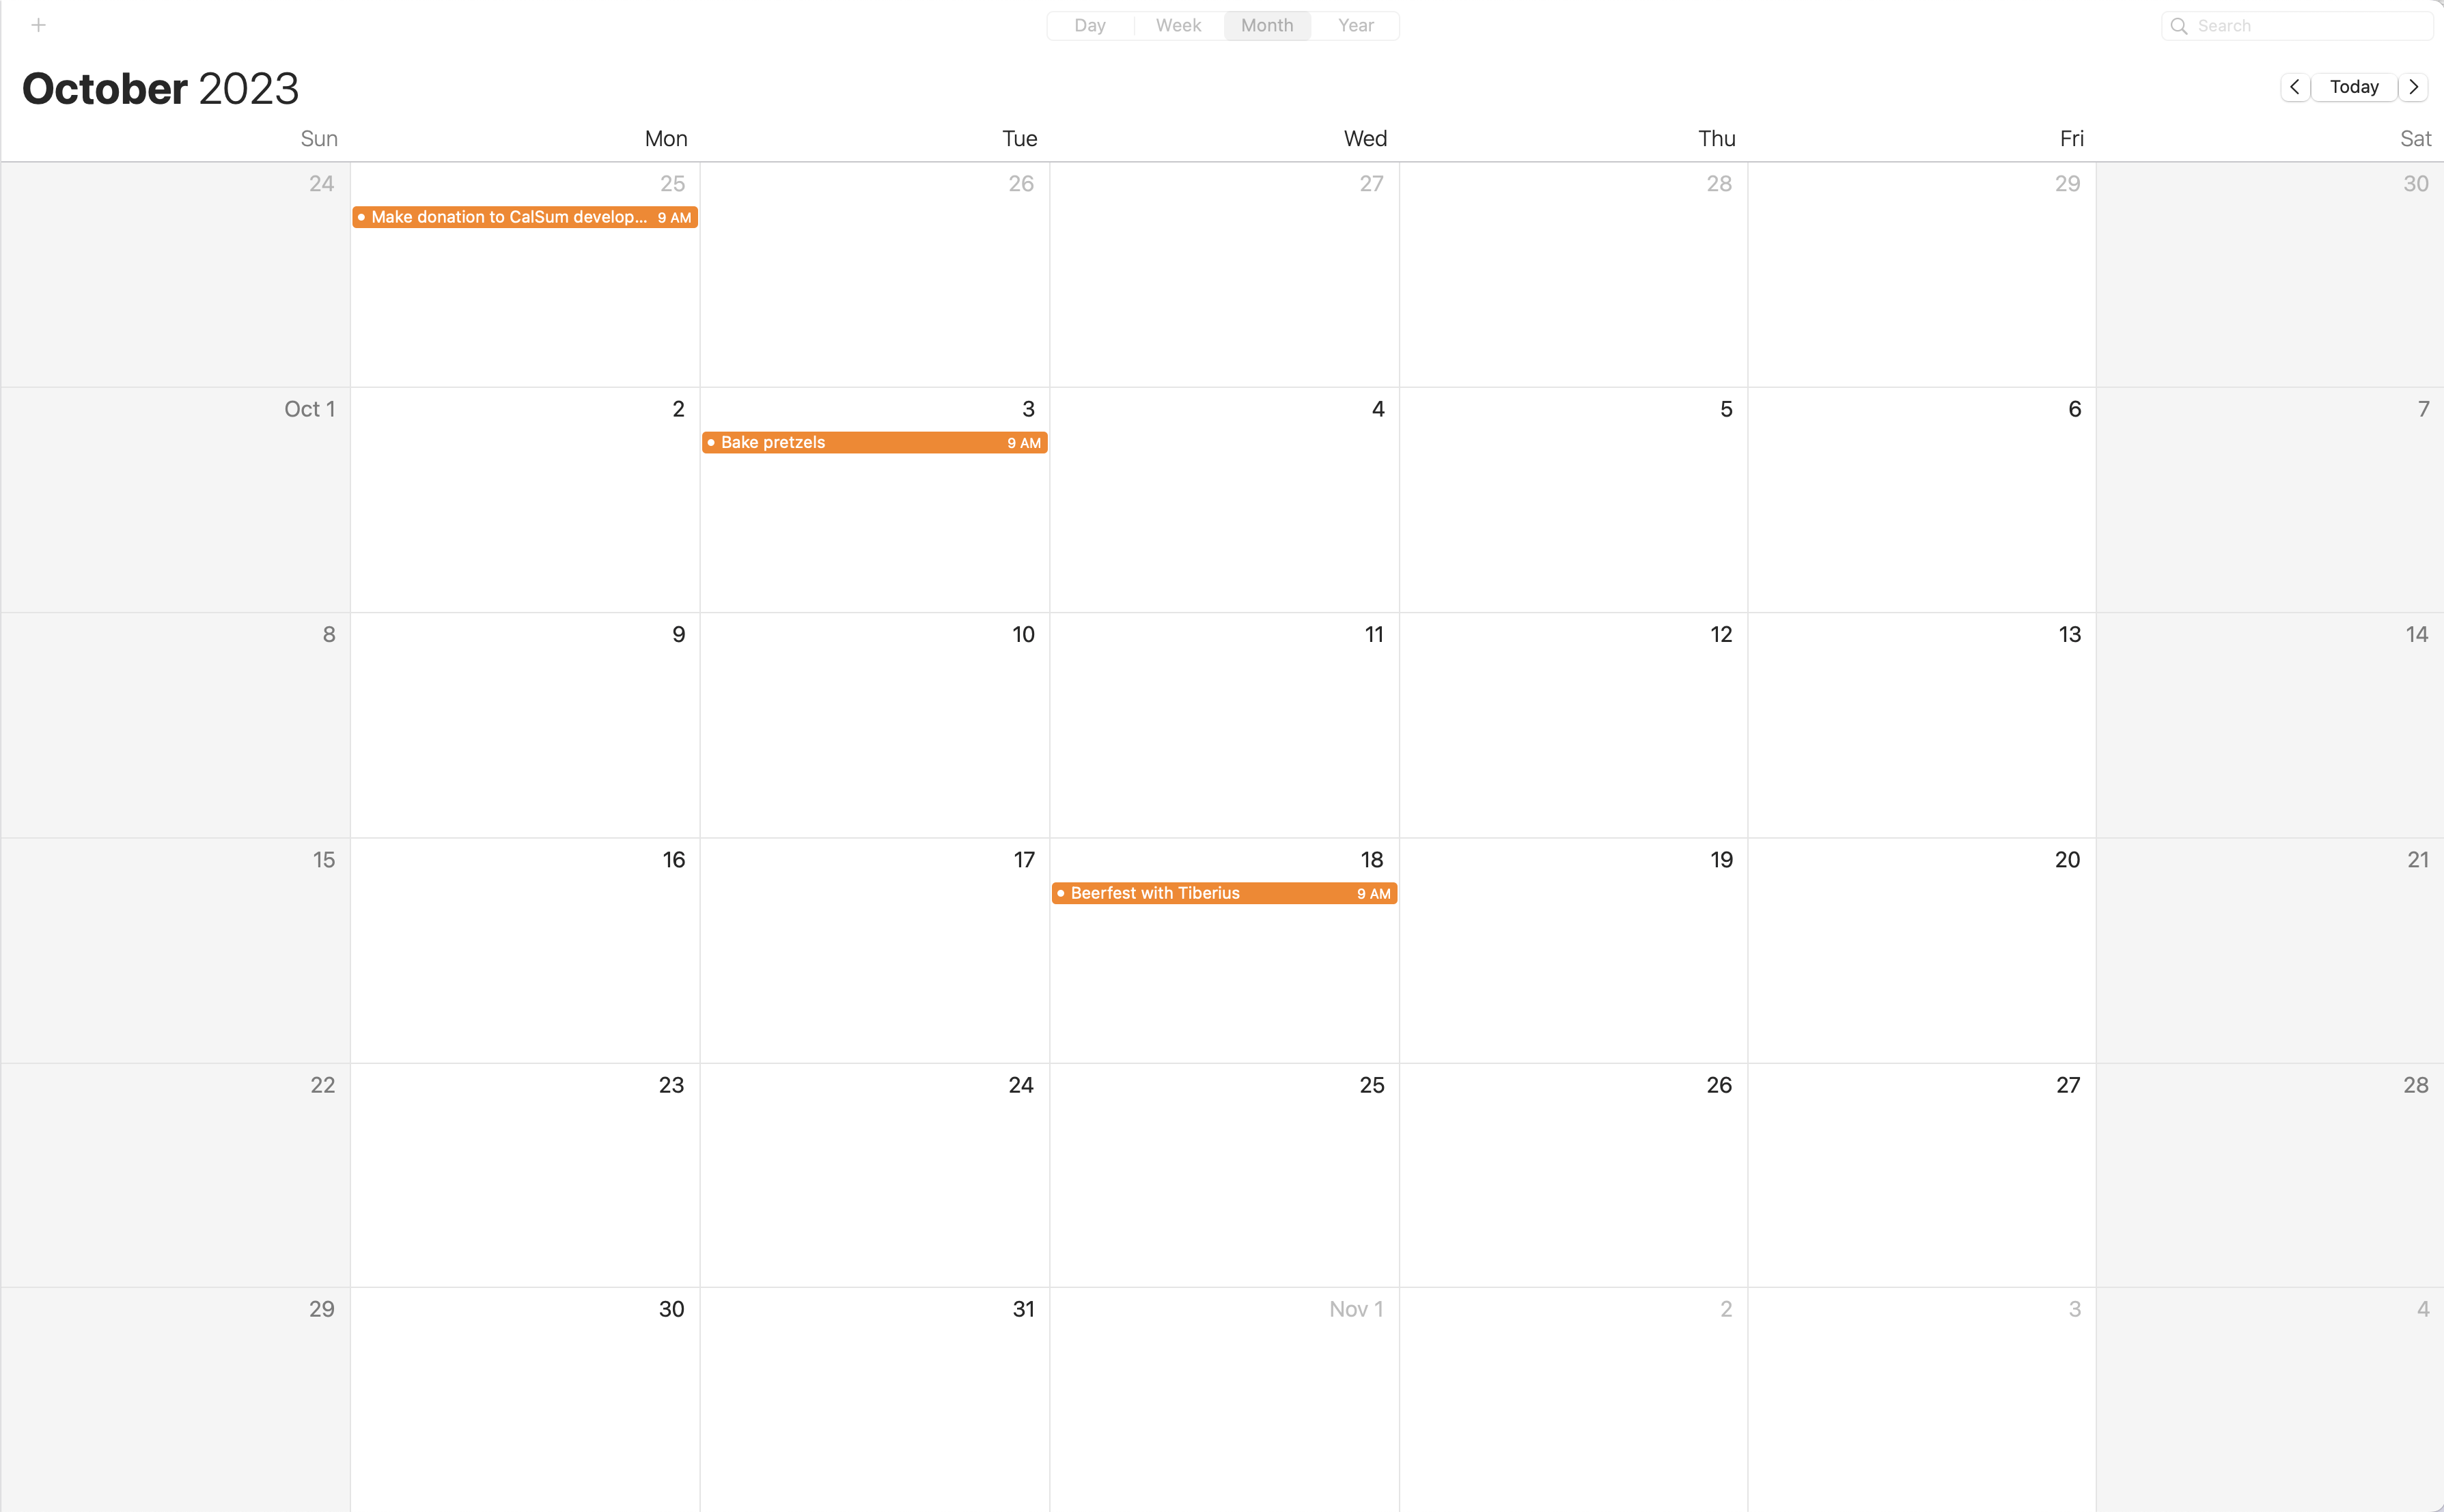 +
Day Week Month Year
Search
October 2023
Today
Sun Mon Tue Wed Thu Fri Sat
24 25 26 27 28 29 30
Make donation to CalSum develop... 9 AM
Oct 1 2 3 4 5 6 7
Bake pretzels 9 AM
8 9 10 11 12 13 14
15 16 17 18 19 20 21
Beerfest with Tiberius 9 AM
22 23 24 25 26 27 28
29 30 31 Nov 1 2 3 4